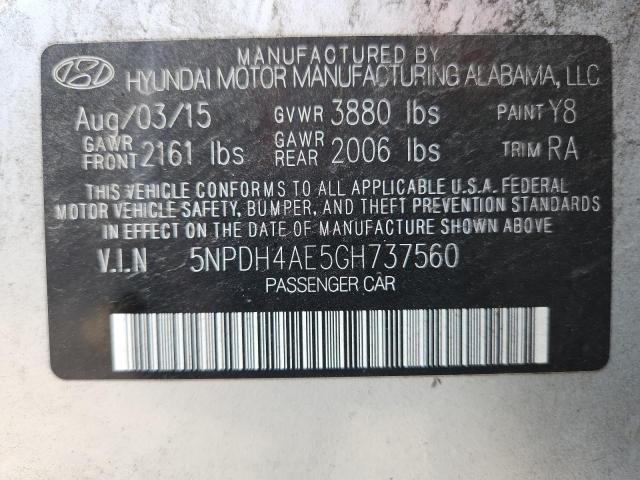 MANUFACTURED BY
HYUNDAI MOTOR MANUFACTURING ALABAMA, LLC
Aug/03/15 GVWR 3880 lbs PAINT Y8
GAWR FRONT 2161 lbs GAWR REAR 2006 lbs TRIM RA
THIS VEHICLE CONFORMS TO ALL APPLICABLE U.S.A. FEDERAL
MOTOR VEHICLE SAFETY, BUMPER, AND THEFT PREVENTION STANDARDS
IN EFFECT ON THE DATE OF MANUFACTURE SHOWN ABOVE
V.I.N 5NPDH4AE5GH737560
PASSENGER CAR